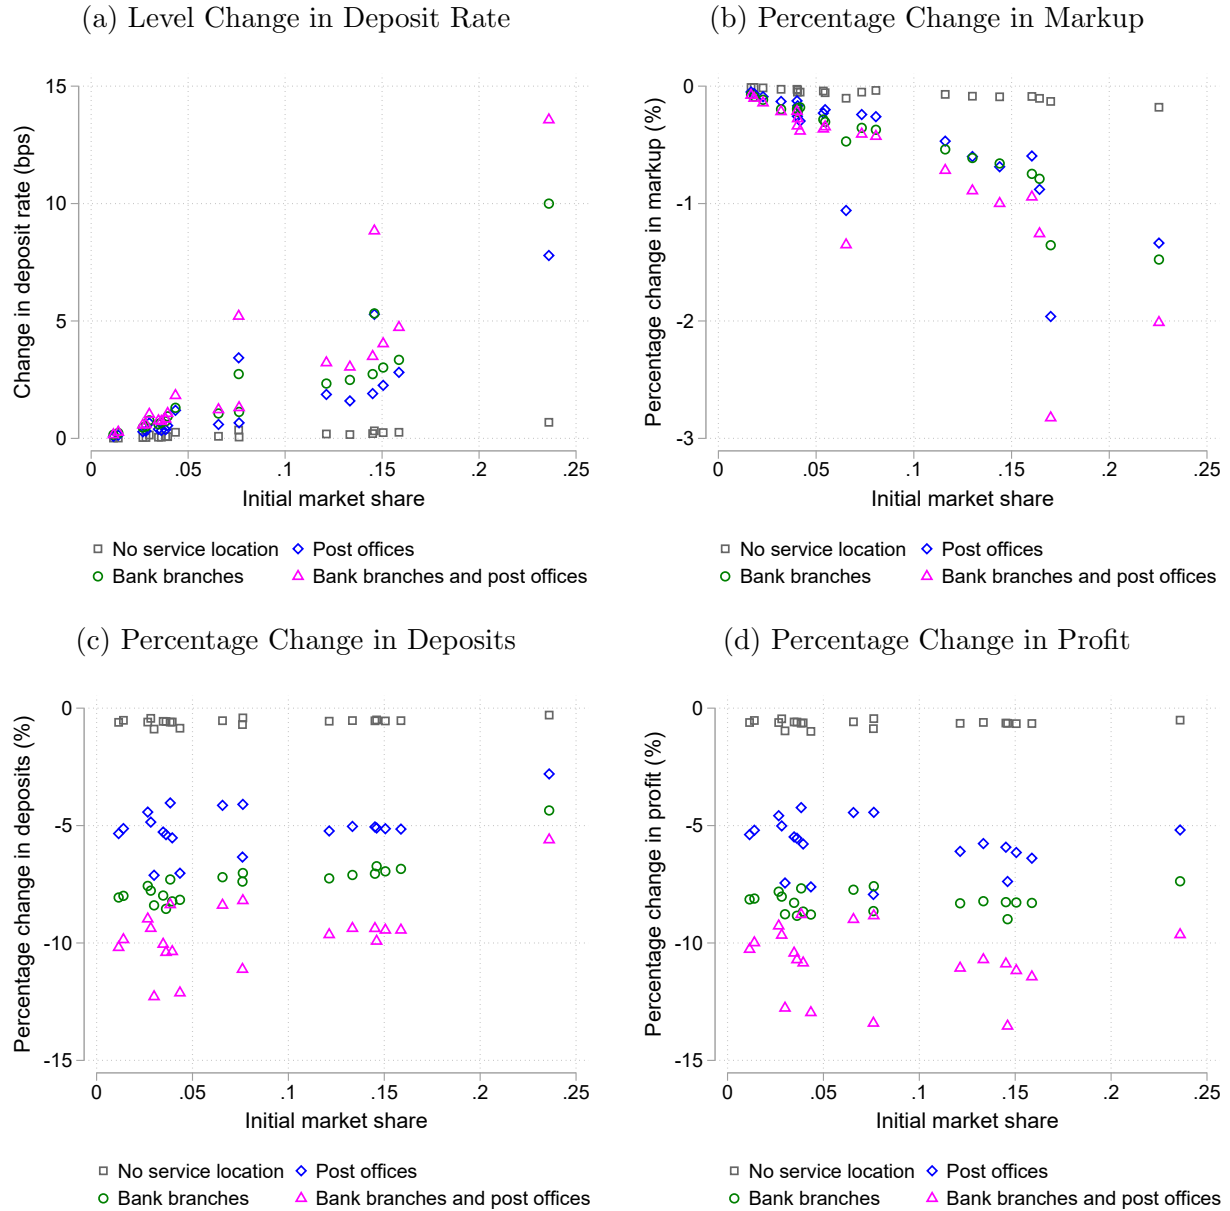 (a) Level Change in Deposit Rate
15
10
5
0
Change in deposit rate (bps)
0 .05 .1 .15 .2 .25
Initial market share
No service location Post offices
Bank branches Bank branches and post offices
(b) Percentage Change in Markup
0
-1
-2
-3
Percentage change in markup (%)
0 .05 .1 .15 .2 .25
Initial market share
No service location Post offices
Bank branches Bank branches and post offices
(c) Percentage Change in Deposits
0
-5
-10
-15
Percentage change in deposits (%)
0 .05 .1 .15 .2 .25
Initial market share
No service location Post offices
Bank branches Bank branches and post offices
(d) Percentage Change in Profit
0
-5
-10
-15
Percentage change in profit (%)
0 .05 .1 .15 .2 .25
Initial market share
No service location Post offices
Bank branches Bank branches and post offices